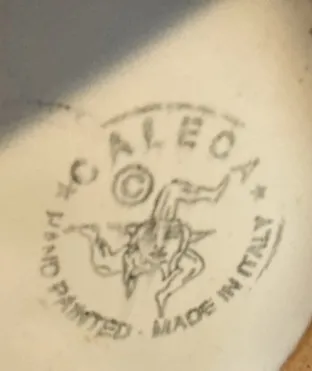 CALECA
©
HAND PAINTED · MADE IN ITALY